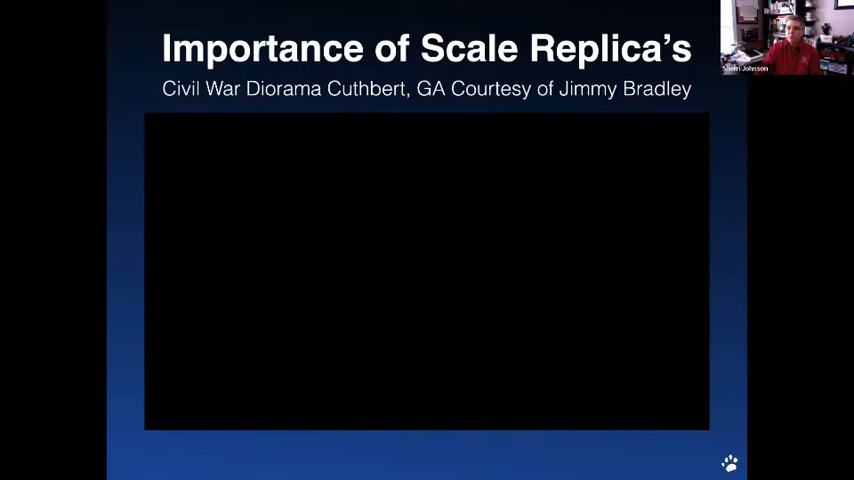 Importance of Scale Replica's
Civil War Diorama Cuthbert, GA Courtesy of Jimmy Bradley
Sherri Johnson